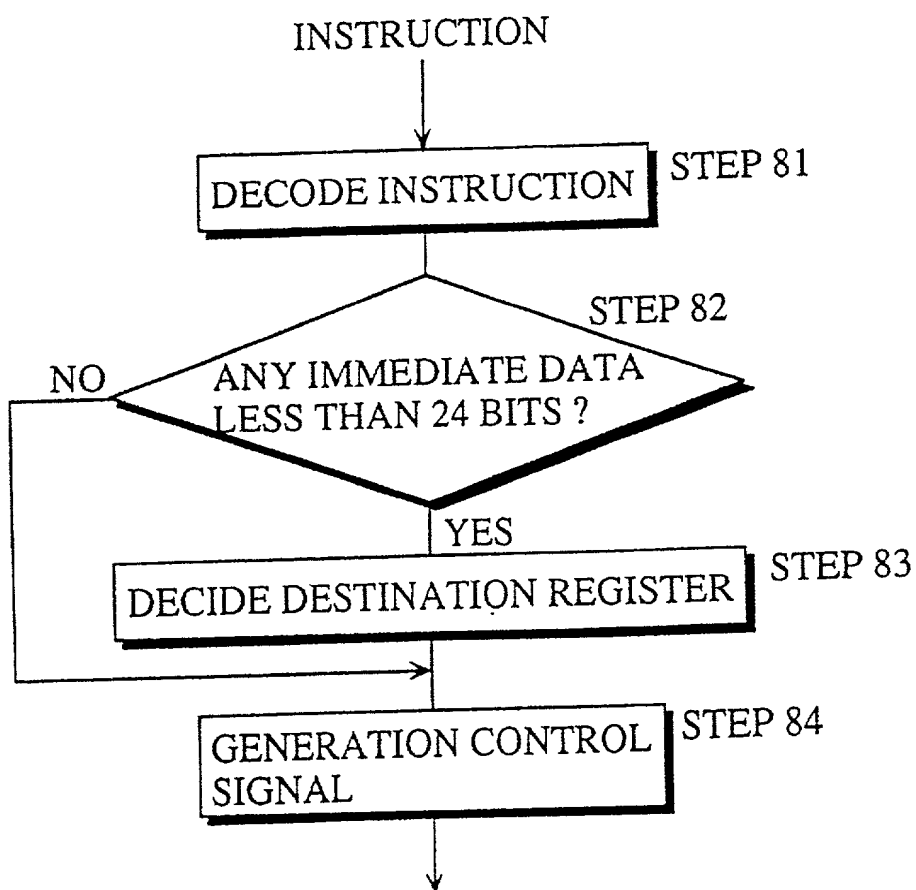 INSTRUCTION
DECODE INSTRUCTION
STEP 81
STEP 82
ANY IMMEDIATE DATA
LESS THAN 24 BITS ?
NO
YES
DECIDE DESTINATION REGISTER
STEP 83
GENERATION CONTROL
SIGNAL
STEP 84